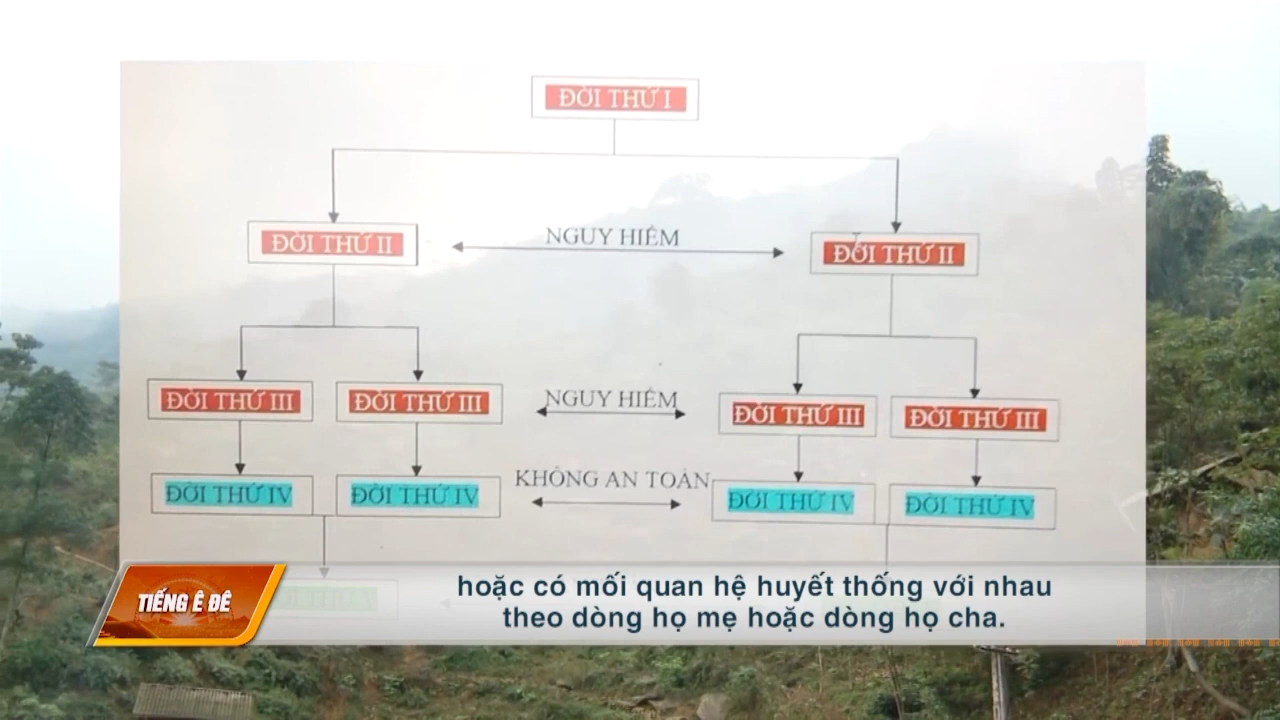 ĐỜI THỨ I
NGUY HIỂM
ĐỜI THỨ II
ĐỜI THỨ II
NGUY HIỂM
ĐỜI THỨ III
ĐỜI THỨ III
ĐỜI THỨ III
ĐỜI THỨ III
KHÔNG AN TOÀN
ĐỜI THỨ IV
ĐỜI THỨ IV
ĐỜI THỨ IV
ĐỜI THỨ IV
TIẾNG Ê ĐÊ
hoặc có mối quan hệ huyết thống với nhau
theo dòng họ mẹ hoặc dòng họ cha.